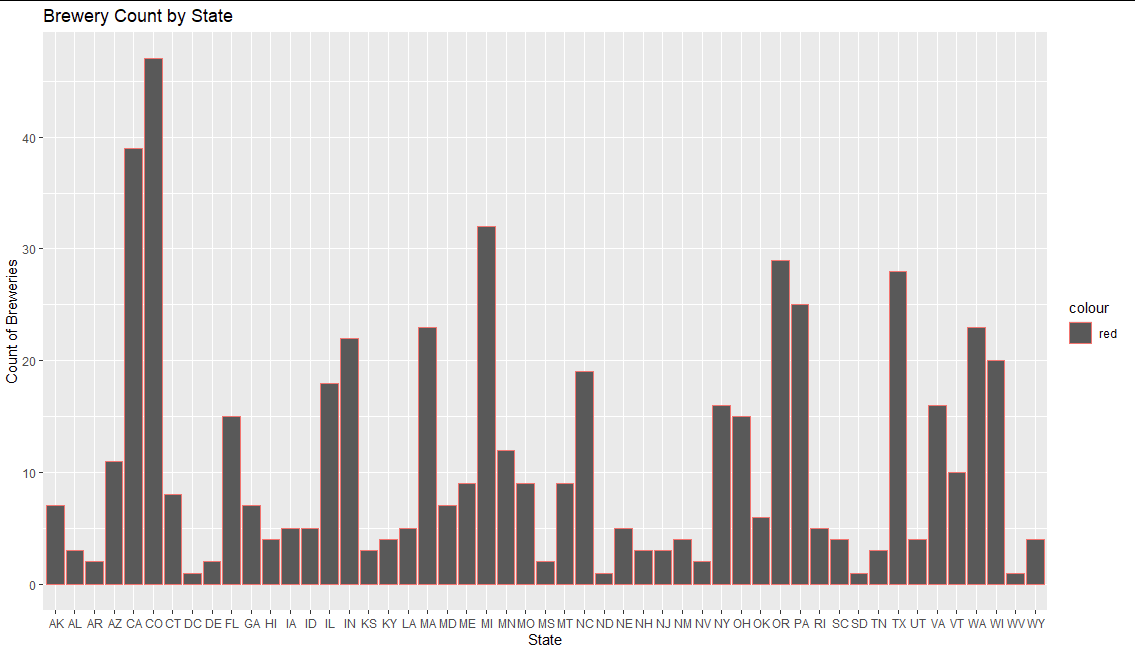 Brewery Count by State
Count of Breweries
40
30
20
10
0
AK AL AR AZ CA CO CT DC DE FL GA HI IA ID IL IN KS KY LA MA MD ME MI MN MO MS MT NC ND NE NH NJ NM NV NY OH OK OR PA RI SC SD TN TX UT VA VT WA WI WV WY
State
colour
red